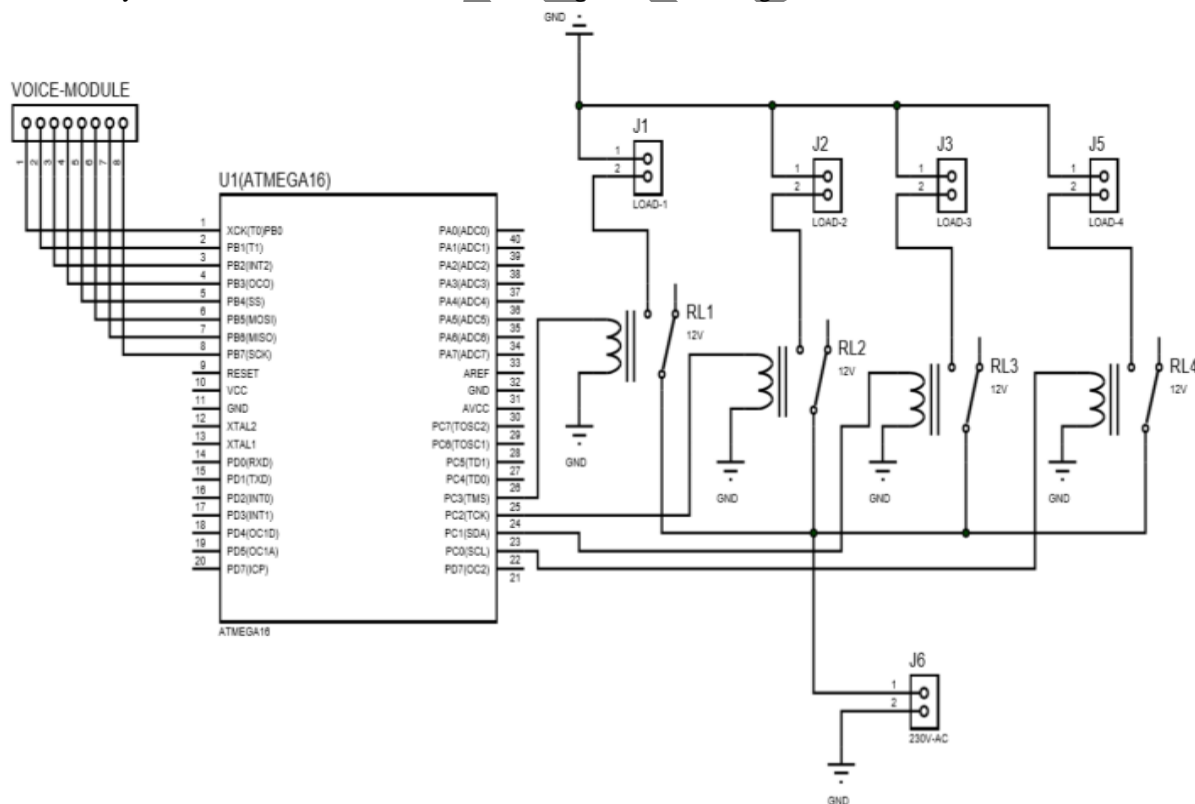 GND
VOICE-MODULE
1 2 3 4 5 6 7 8
U1(ATMEGA16)
1 XCK(T0)PB0 PA0(ADC0) 40
2 PB1(T1) PA1(ADC1) 39
3 PB2(INT2) PA2(ADC2) 38
4 PB3(OCO) PA3(ADC3) 37
5 PB4(SS) PA4(ADC4) 36
6 PB5(MOSI) PA5(ADC5) 35
7 PB6(MISO) PA6(ADC6) 34
8 PB7(SCK) PA7(ADC7) 33
9 RESET AREF 32
10 VCC GND 31
11 GND AVCC 30
12 XTAL2 PC7(TOSC2) 29
13 XTAL1 PC6(TOSC1) 28
14 PD0(RXD) PC5(TD1) 27
15 PD1(TXD) PC4(TD0) 26
16 PD2(INT0) PC3(TMS) 25
17 PD3(INT1) PC2(TCK) 24
18 PD4(OC1D) PC1(SDA) 23
19 PD5(OC1A) PC0(SCL) 22
20 PD7(ICP) PD7(OC2) 21
ATMEGA16
J1
1
2
LOAD-1
J2
1
2
LOAD-2
J3
1
2
LOAD-3
J5
1
2
LOAD-4
RL1
12V
RL2
12V
RL3
12V
RL4
12V
GND
GND
GND
GND
J6
1
2
230V-AC
GND